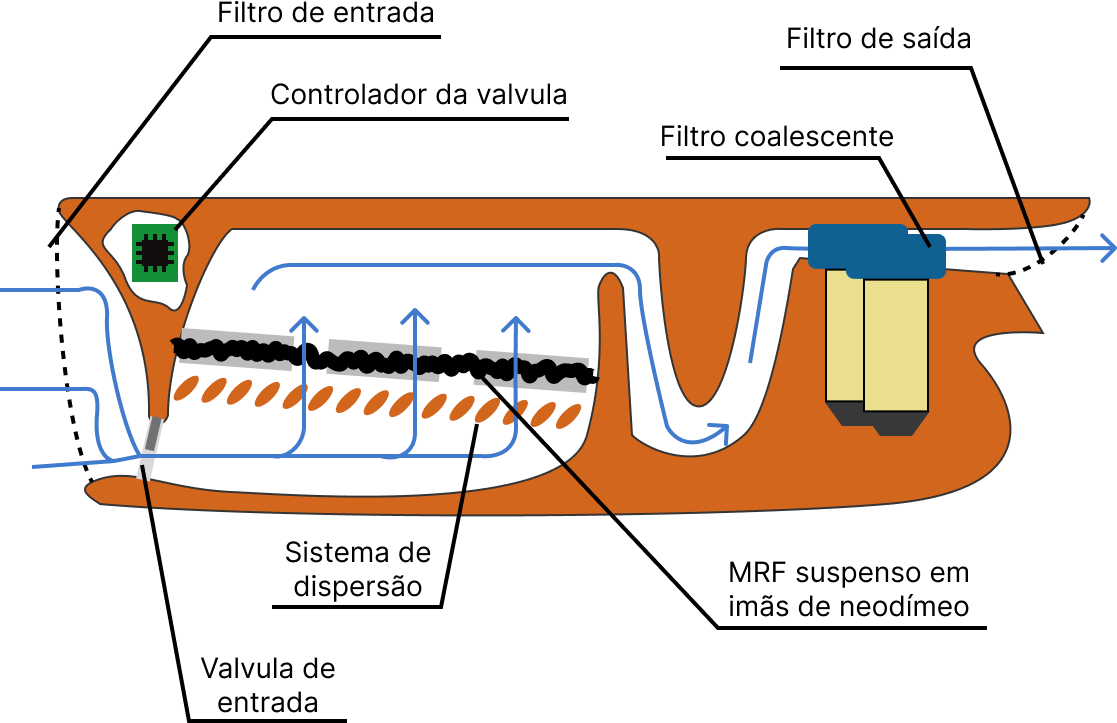 Filtro de entrada
Filtro de saída
Controlador da valvula
Filtro coalescente
Sistema de
dispersão
MRF suspenso em
imãs de neodímeo
Valvula de
entrada